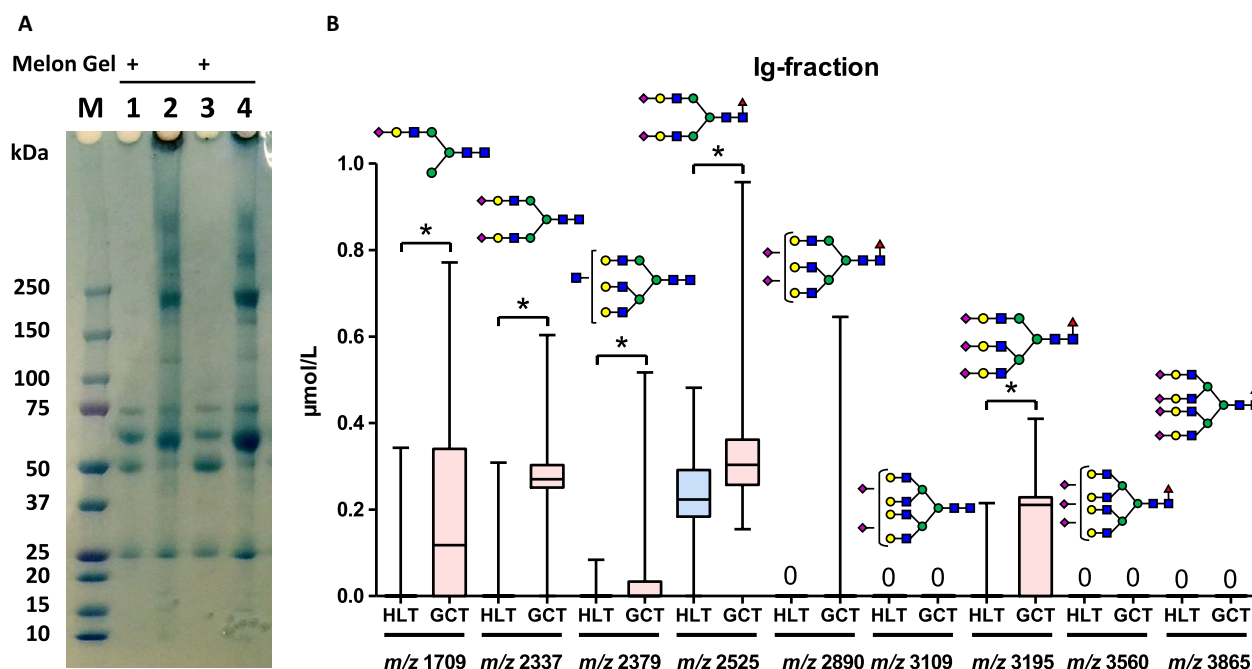 A
B
Melon Gel + +
M 1 2 3 4
kDa
250
150
100
75
50
37
25
20
15
10
Ig-fraction
µmol/L
1.0
0.8
0.6
0.4
0.2
0.0
* * * * *
0 0 0 0 0 0 0
HLT GCT HLT GCT HLT GCT HLT GCT HLT GCT HLT GCT HLT GCT HLT GCT HLT GCT
m/z 1709 m/z 2337 m/z 2379 m/z 2525 m/z 2890 m/z 3109 m/z 3195 m/z 3560 m/z 3865